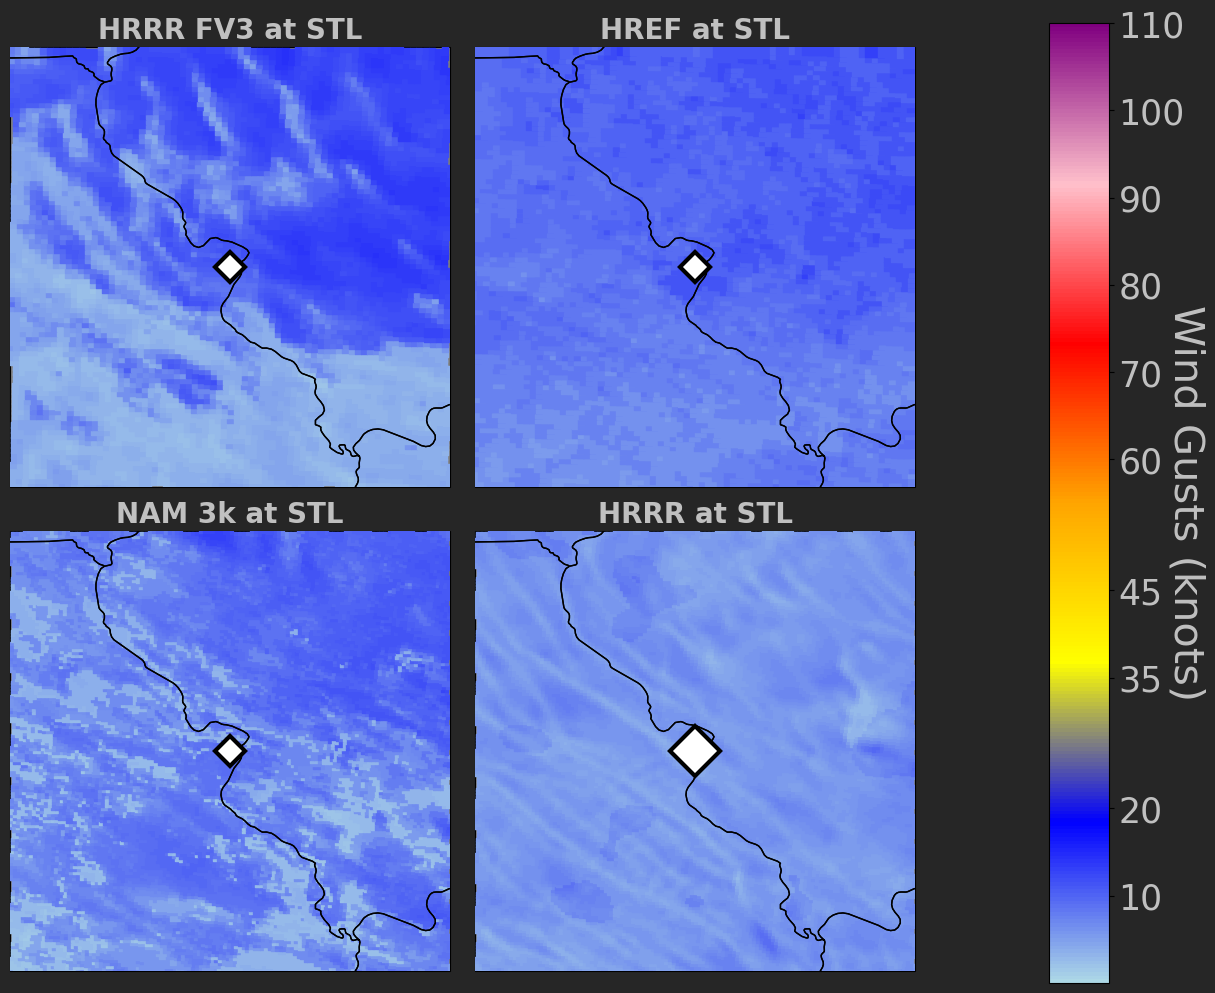 HRRR FV3 at STL
HREF at STL
NAM 3k at STL
HRRR at STL
110
100
90
80
70
60
45
35
20
10
Wind Gusts (knots)